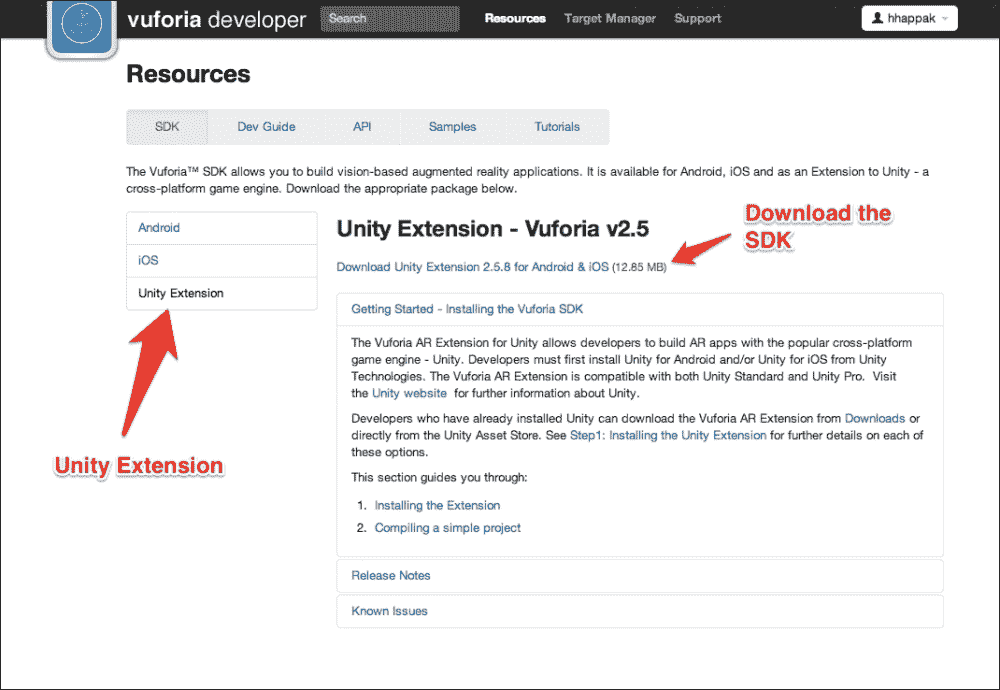 vuforia developer
Search
Resources
Target Manager
Support
hhappak
Resources
SDK
Dev Guide
API
Samples
Tutorials
The Vuforia™ SDK allows you to build vision-based augmented reality applications. It is available for Android, iOS and as an Extension to Unity - a
cross-platform game engine. Download the appropriate package below.
Android
iOS
Unity Extension
Unity Extension
Unity Extension - Vuforia v2.5
Download the
SDK
Download Unity Extension 2.5.8 for Android & iOS (12.85 MB)
Getting Started - Installing the Vuforia SDK
The Vuforia AR Extension for Unity allows developers to build AR apps with the popular cross-platform
game engine - Unity. Developers must first install Unity for Android and/or Unity for iOS from Unity
Technologies. The Vuforia AR Extension is compatible with both Unity Standard and Unity Pro. Visit
the Unity website for further information about Unity.
Developers who have already installed Unity can download the Vuforia AR Extension from Downloads or
directly from the Unity Asset Store. See Step1: Installing the Unity Extension for further details on each of
these options.
This section guides you through:
1. Installing the Extension
2. Compiling a simple project
Release Notes
Known Issues